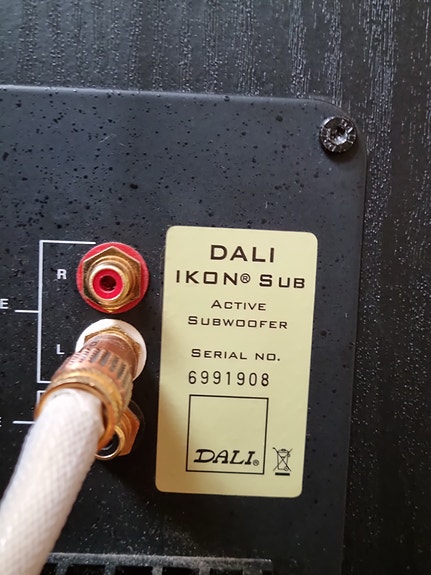 R
E
L
E
DALI
IKON® SUB
ACTIVE
SUBWOOFER
SERIAL NO.
6991908
DALI®